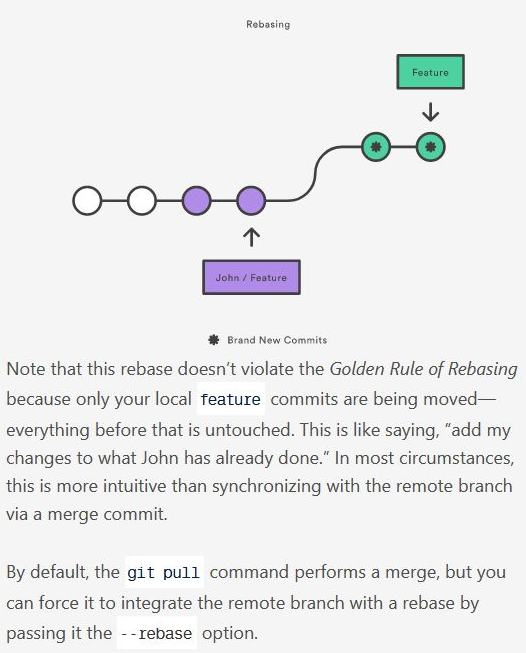 Rebasing
Feature
John / Feature
Brand New Commits
Note that this rebase doesn’t violate the Golden Rule of Rebasing
because only your local feature commits are being moved—
everything before that is untouched. This is like saying, “add my
changes to what John has already done.” In most circumstances,
this is more intuitive than synchronizing with the remote branch
via a merge commit.
By default, the git pull command performs a merge, but you
can force it to integrate the remote branch with a rebase by
passing it the --rebase option.